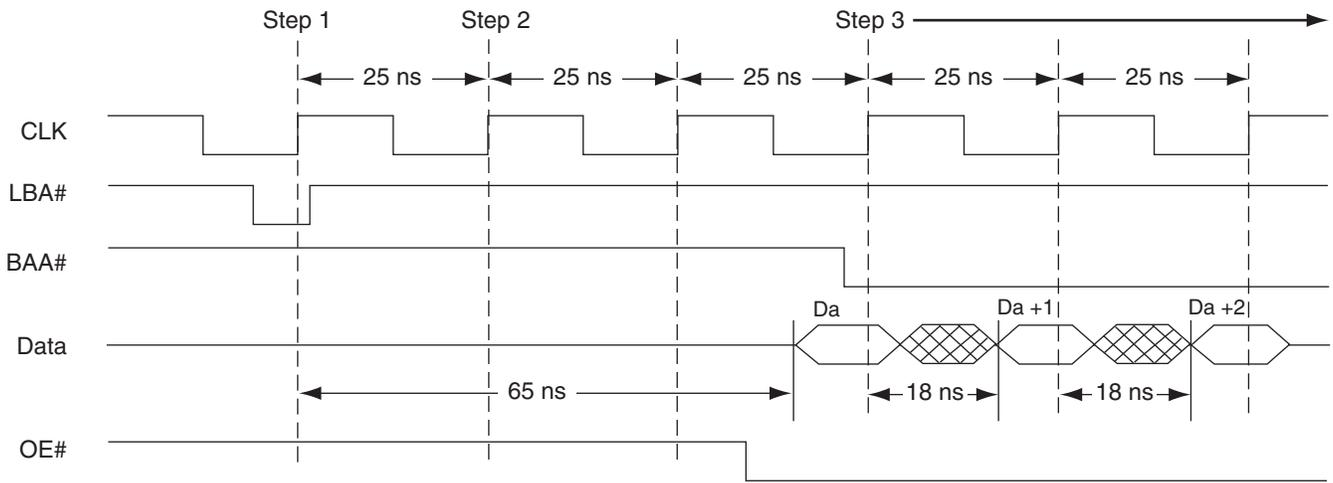 Step 1 Step 2 Step 3
25 ns 25 ns 25 ns 25 ns 25 ns
CLK
LBA#
BAA#
Da Da +1 Da +2
Data
65 ns 18 ns 18 ns
OE#